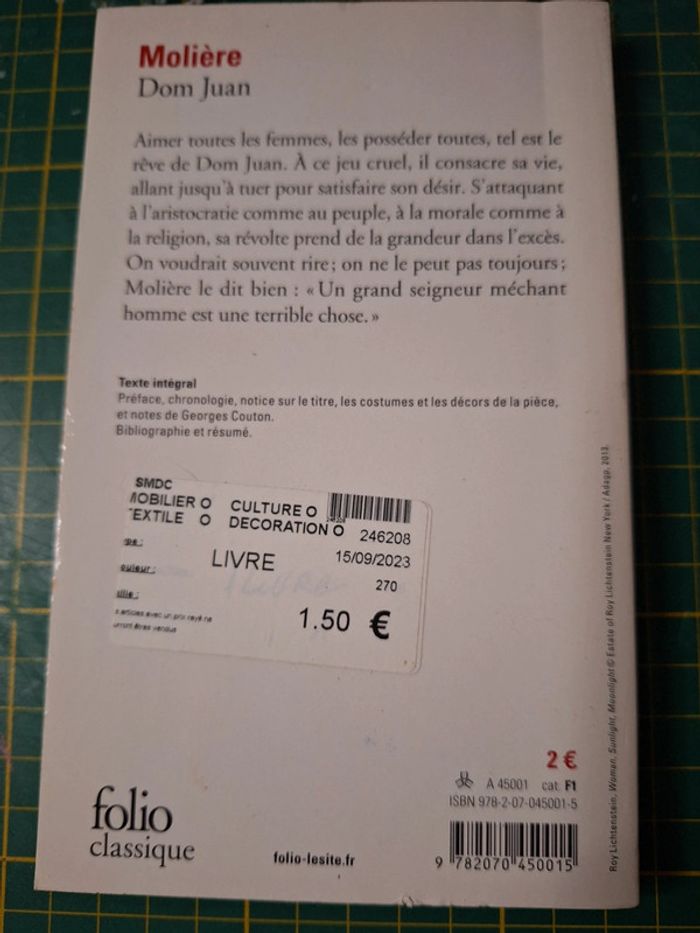 Molière
Dom Juan
Aimer toutes les femmes, les posséder toutes, tel est le
rêve de Dom Juan. À ce jeu cruel, il consacre sa vie,
allant jusqu'à tuer pour satisfaire son désir. S'attaquant
à l'aristocratie comme au peuple, à la morale comme à
la religion, sa révolte prend de la grandeur dans l'excès.
On voudrait souvent rire ; on ne le peut pas toujours ;
Molière le dit bien : « Un grand seigneur méchant
homme est une terrible chose. »
Texte intégral
Préface, chronologie, notice sur le titre, les costumes et les décors de la pièce,
et notes de Georges Couton.
Bibliographie et résumé.
SMDC
MOBILIER O CULTURE O
TEXTILE O DECORATION O 246208
LIVRE 15/09/2023
270
1.50 €
2 €
A 45001 cat. F1
ISBN 978-2-07-045001-5
9 782070 450015
folio
classique
folio-lesite.fr
Roy Lichtenstein, Woman, Sunlight, Moonlight © Estate of Roy Lichtenstein New York / Adagp, 2013.